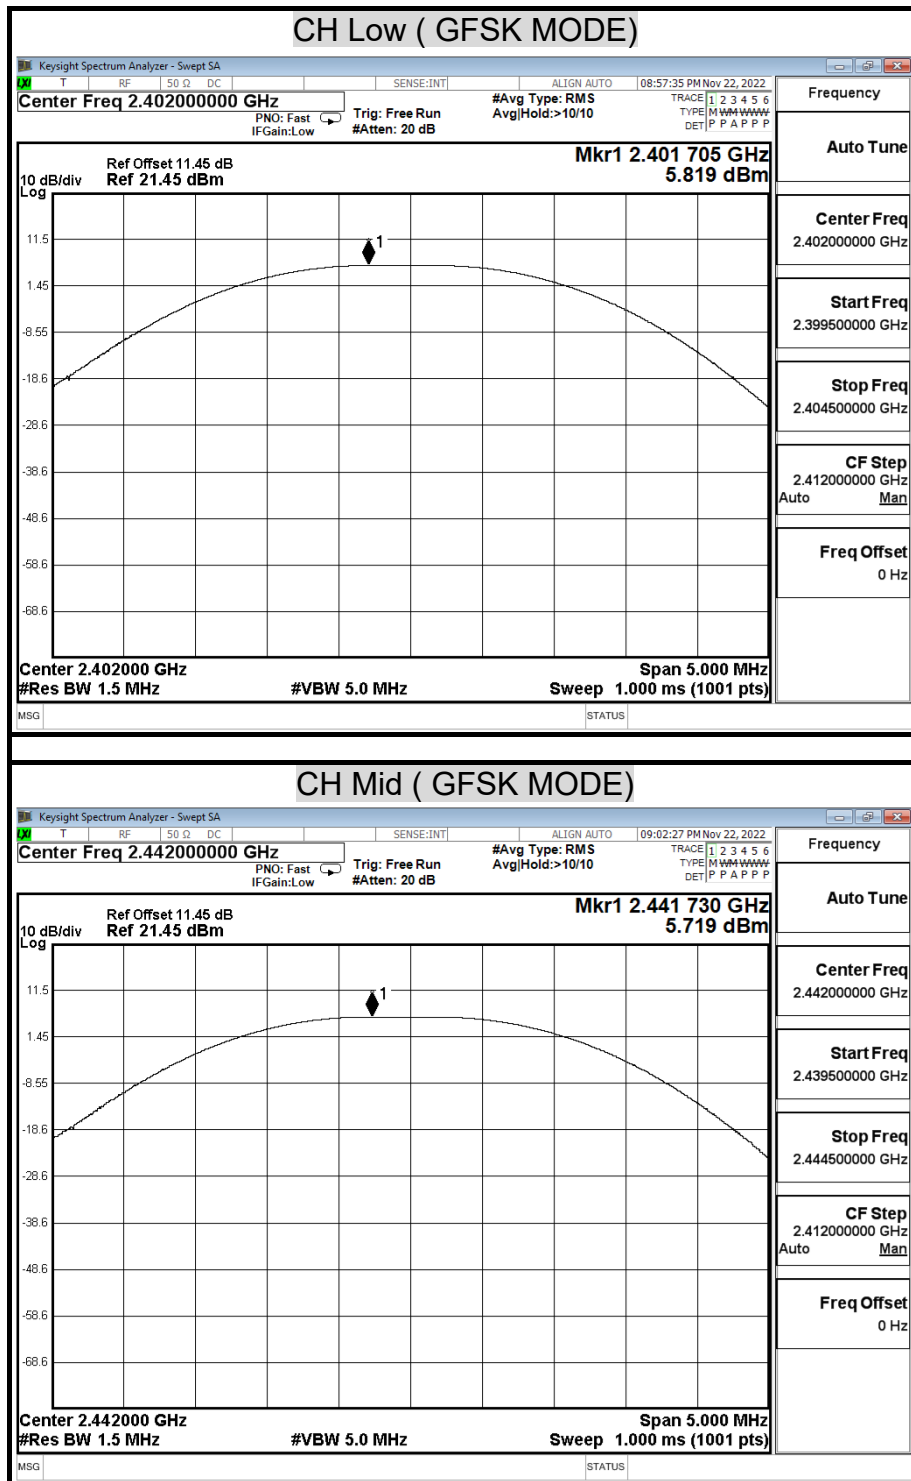 CH Low ( GFSK MODE)
Keysight Spectrum Analyzer - Swept SA
LXI T RF 50 Ω DC SENSE:INT ALIGN AUTO 08:57:35 PM Nov 22, 2022
Center Freq 2.402000000 GHz #Avg Type: RMS TRACE 1 2 3 4 5 6 Frequency
PNO: Fast Trig: Free Run Avg|Hold:>10/10 TYPE M WM WWW
IFGain:Low #Atten: 20 dB DET P P A P P P
Auto Tune
Mkr1 2.401 705 GHz
Ref Offset 11.45 dB
10 dB/div Ref 21.45 dBm 5.819 dBm
Log
Center Freq
2.402000000 GHz
11.5
1
1.45
Start Freq
2.399500000 GHz
-8.55
-18.6
Stop Freq
2.404500000 GHz
-28.6
-38.6
CF Step
2.412000000 GHz
Auto Man
-48.6
-58.6
Freq Offset
0 Hz
-68.6
Center 2.402000 GHz Span 5.000 MHz
#Res BW 1.5 MHz #VBW 5.0 MHz Sweep 1.000 ms (1001 pts)
MSG STATUS
CH Mid ( GFSK MODE)
Keysight Spectrum Analyzer - Swept SA
LXI T RF 50 Ω DC SENSE:INT ALIGN AUTO 09:02:27 PM Nov 22, 2022
Center Freq 2.442000000 GHz #Avg Type: RMS TRACE 1 2 3 4 5 6 Frequency
PNO: Fast Trig: Free Run Avg|Hold:>10/10 TYPE M WM WWW
IFGain:Low #Atten: 20 dB DET P P A P P P
Auto Tune
Mkr1 2.441 730 GHz
Ref Offset 11.45 dB
10 dB/div Ref 21.45 dBm 5.719 dBm
Log
Center Freq
2.442000000 GHz
11.5
1
1.45
Start Freq
2.439500000 GHz
-8.55
-18.6
Stop Freq
2.444500000 GHz
-28.6
-38.6
CF Step
2.412000000 GHz
Auto Man
-48.6
-58.6
Freq Offset
0 Hz
-68.6
Center 2.442000 GHz Span 5.000 MHz
#Res BW 1.5 MHz #VBW 5.0 MHz Sweep 1.000 ms (1001 pts)
MSG STATUS